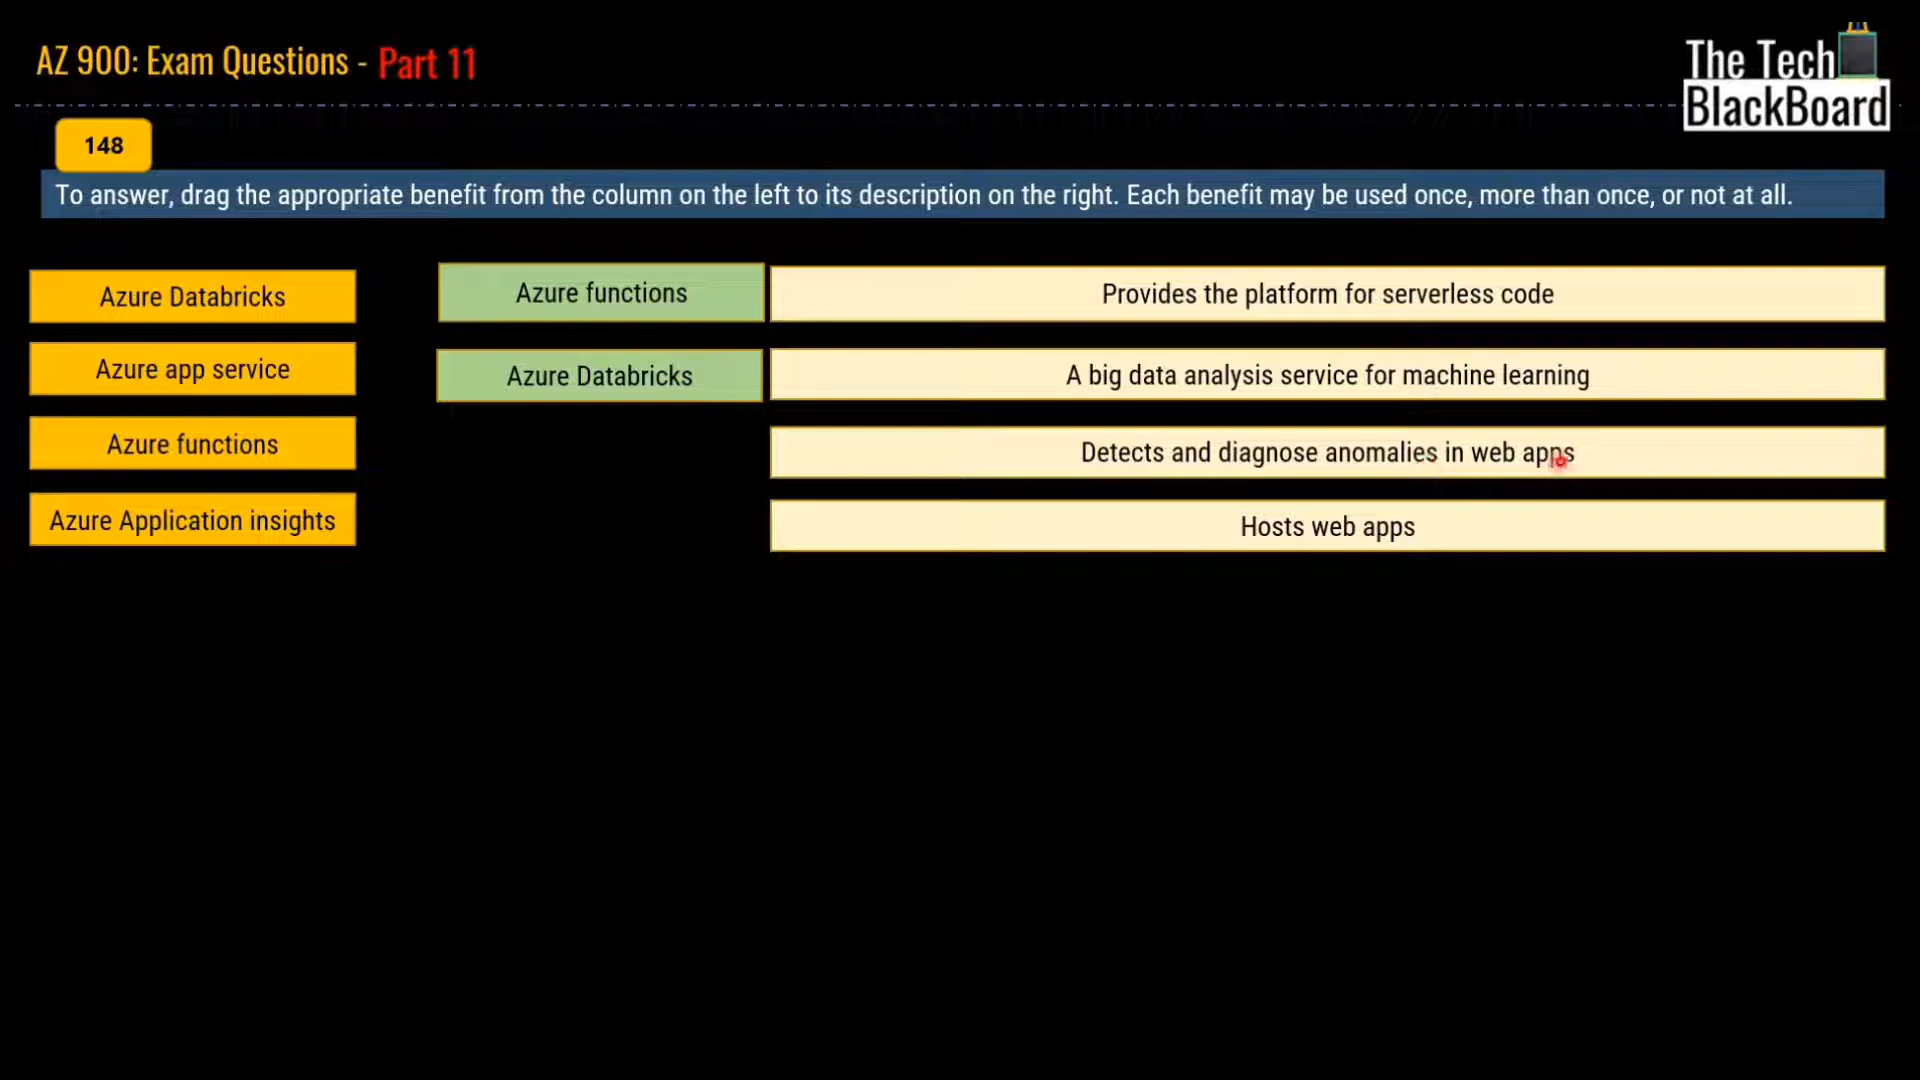 AZ 900: Exam Questions - Part 11
The Tech
BlackBoard
148
To answer, drag the appropriate benefit from the column on the left to its description on the right. Each benefit may be used once, more than once, or not at all.
Azure Databricks
Azure app service
Azure functions
Azure Application insights
Azure functions
Provides the platform for serverless code
Azure Databricks
A big data analysis service for machine learning
Detects and diagnose anomalies in web apps
Hosts web apps